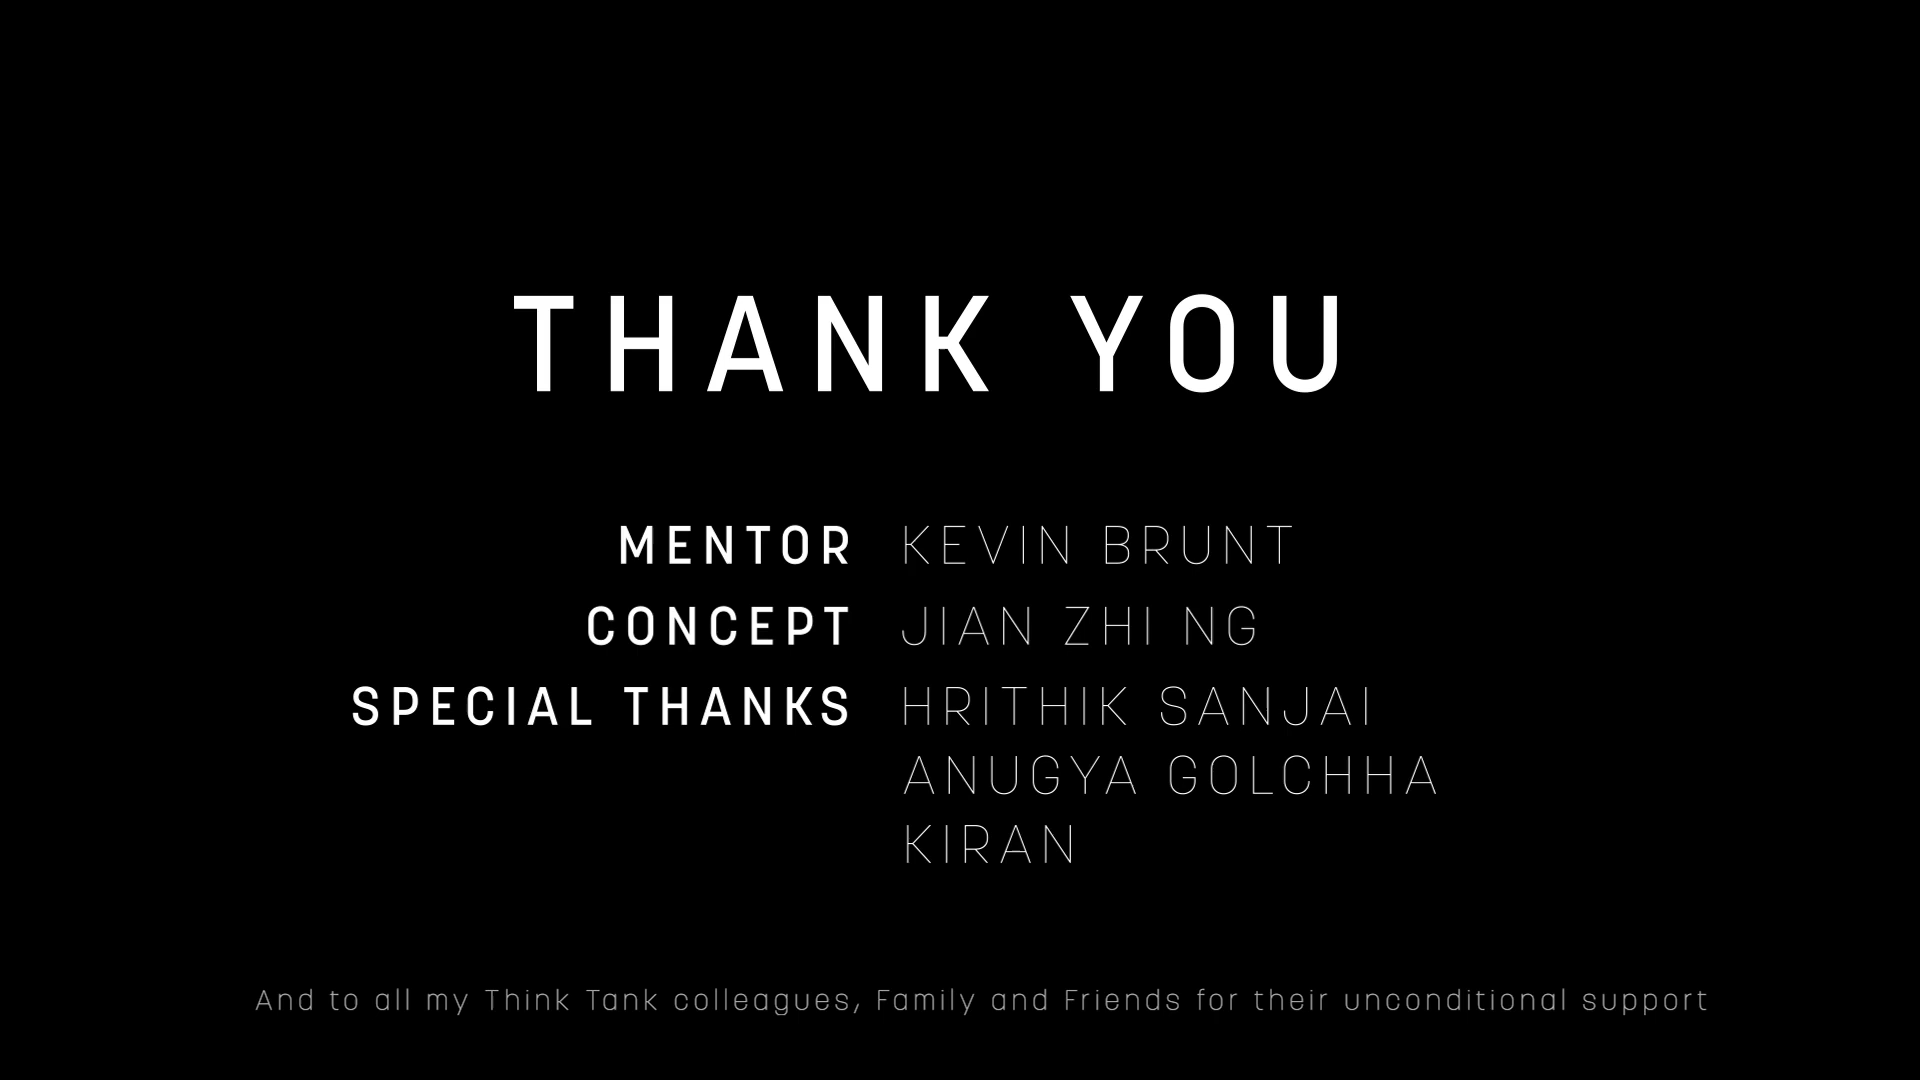 THANK YOU
MENTOR KEVIN BRUNT
CONCEPT JIAN ZHI NG
SPECIAL THANKS HRITHIK SANJAI
ANUGYA GOLCHHA
KIRAN
And to all my Think Tank colleagues, Family and Friends for their unconditional support